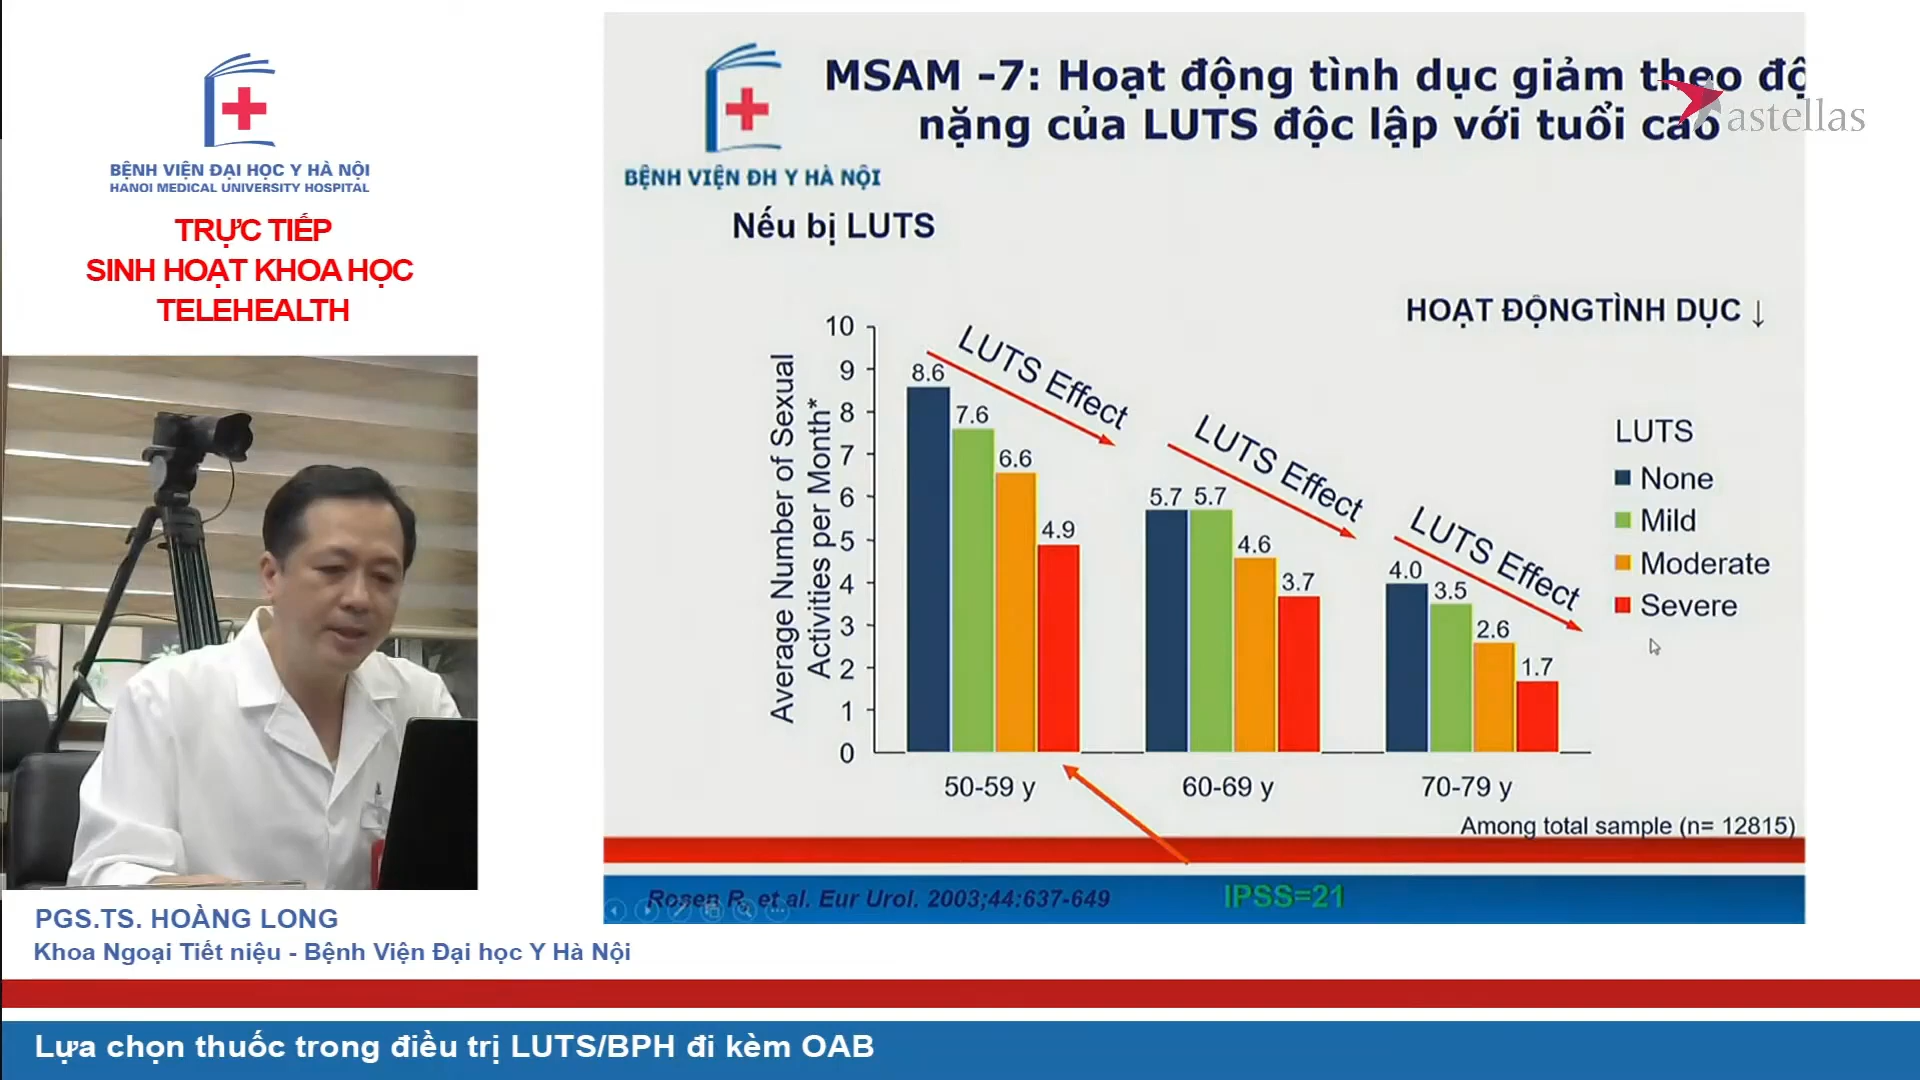 BỆNH VIỆN ĐẠI HỌC Y HÀ NỘI
HANOI MEDICAL UNIVERSITY HOSPITAL
TRỰC TIẾP
SINH HOẠT KHOA HỌC
TELEHEALTH
BỆNH VIỆN ĐH Y HÀ NỘI
MSAM -7: Hoạt động tình dục giảm theo độ
nặng của LUTS độc lập với tuổi cao
astellas
Nếu bị LUTS
HOẠT ĐỘNGTÌNH DỤC ↓
Average Number of Sexual
Activities per Month*
10
9
8
7
6
5
4
3
2
1
0
LUTS Effect
8.6
7.6
6.6
4.9
LUTS Effect
5.7
5.7
4.6
3.7
LUTS Effect
4.0
3.5
2.6
1.7
50-59 y
60-69 y
70-79 y
LUTS
None
Mild
Moderate
Severe
Among total sample (n= 12815)
Rosen R, et al. Eur Urol. 2003;44:637-649
IPSS=21
PGS.TS. HOÀNG LONG
Khoa Ngoại Tiết niệu - Bệnh Viện Đại học Y Hà Nội
Lựa chọn thuốc trong điều trị LUTS/BPH đi kèm OAB